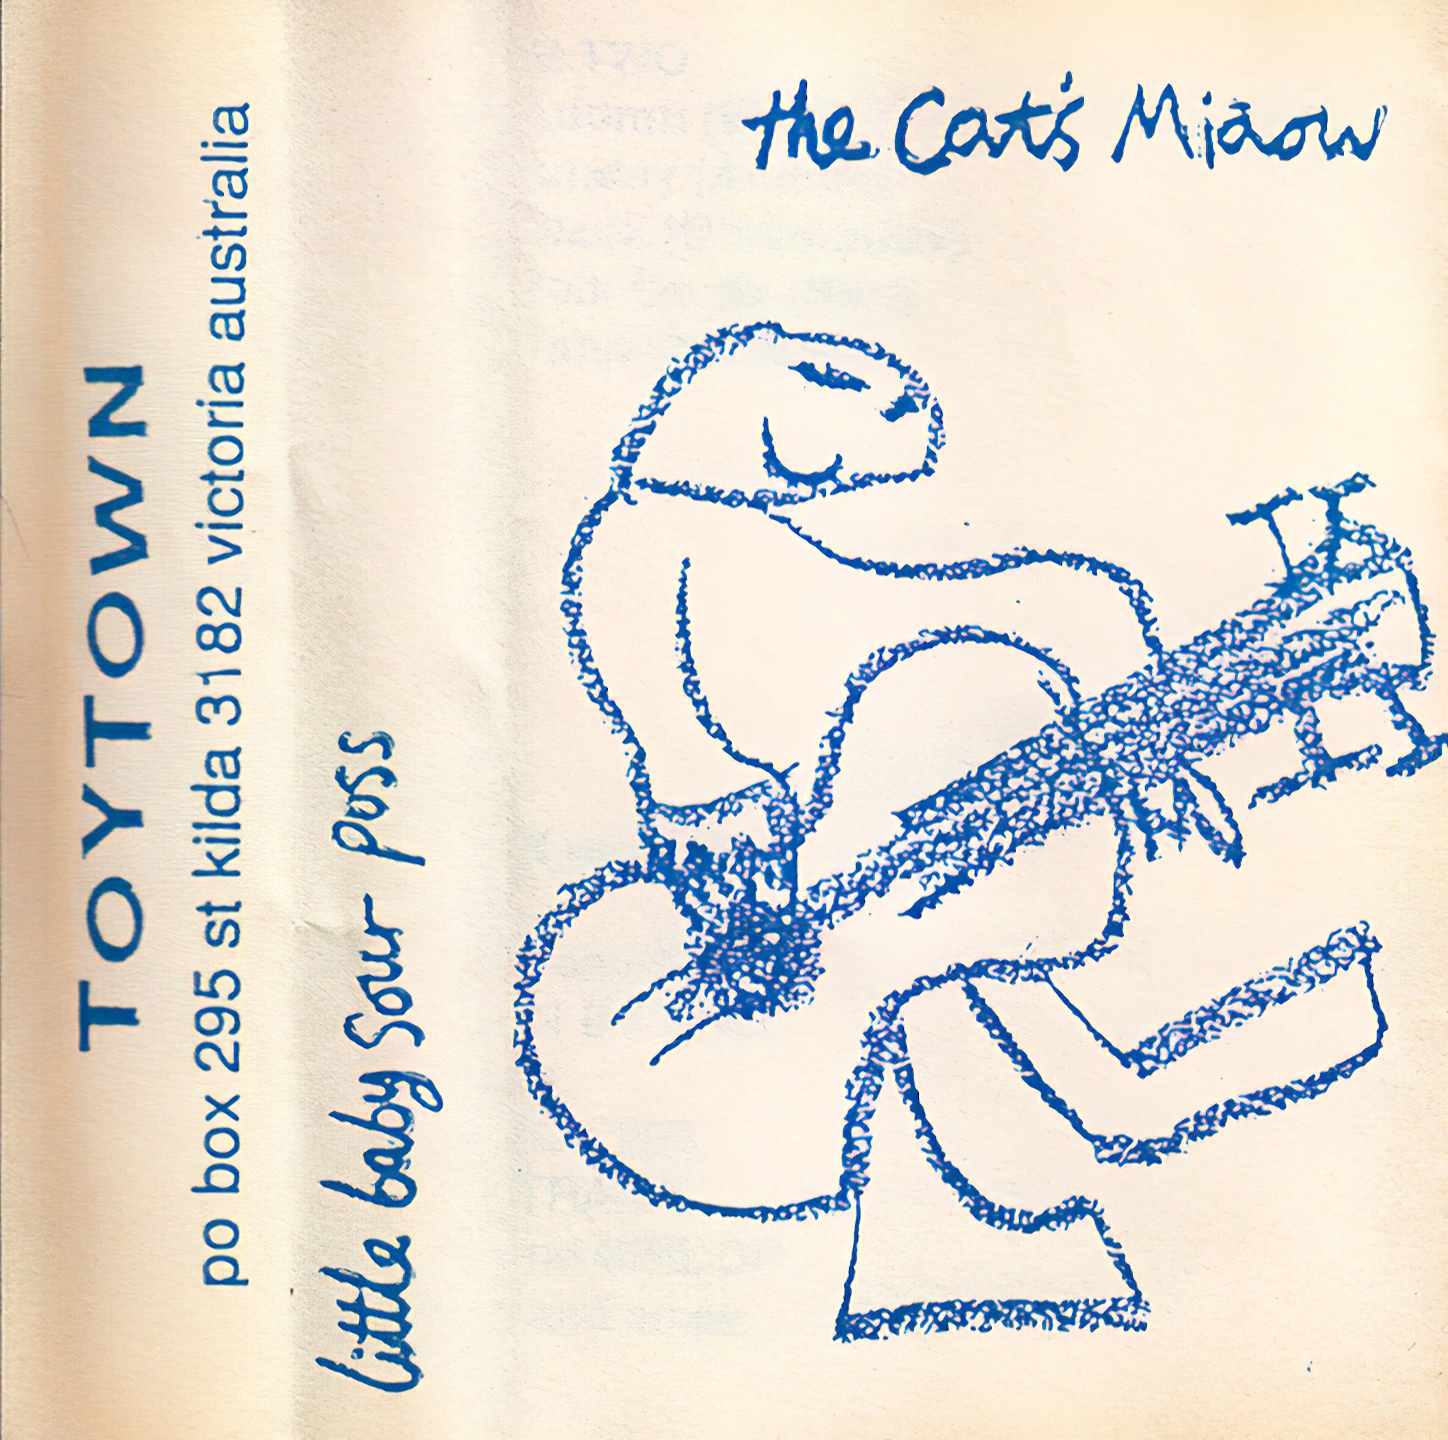 the Cat's Miaow
TOYTOWN
po box 295 st kilda 3182 victoria australia
little baby Sour Puss